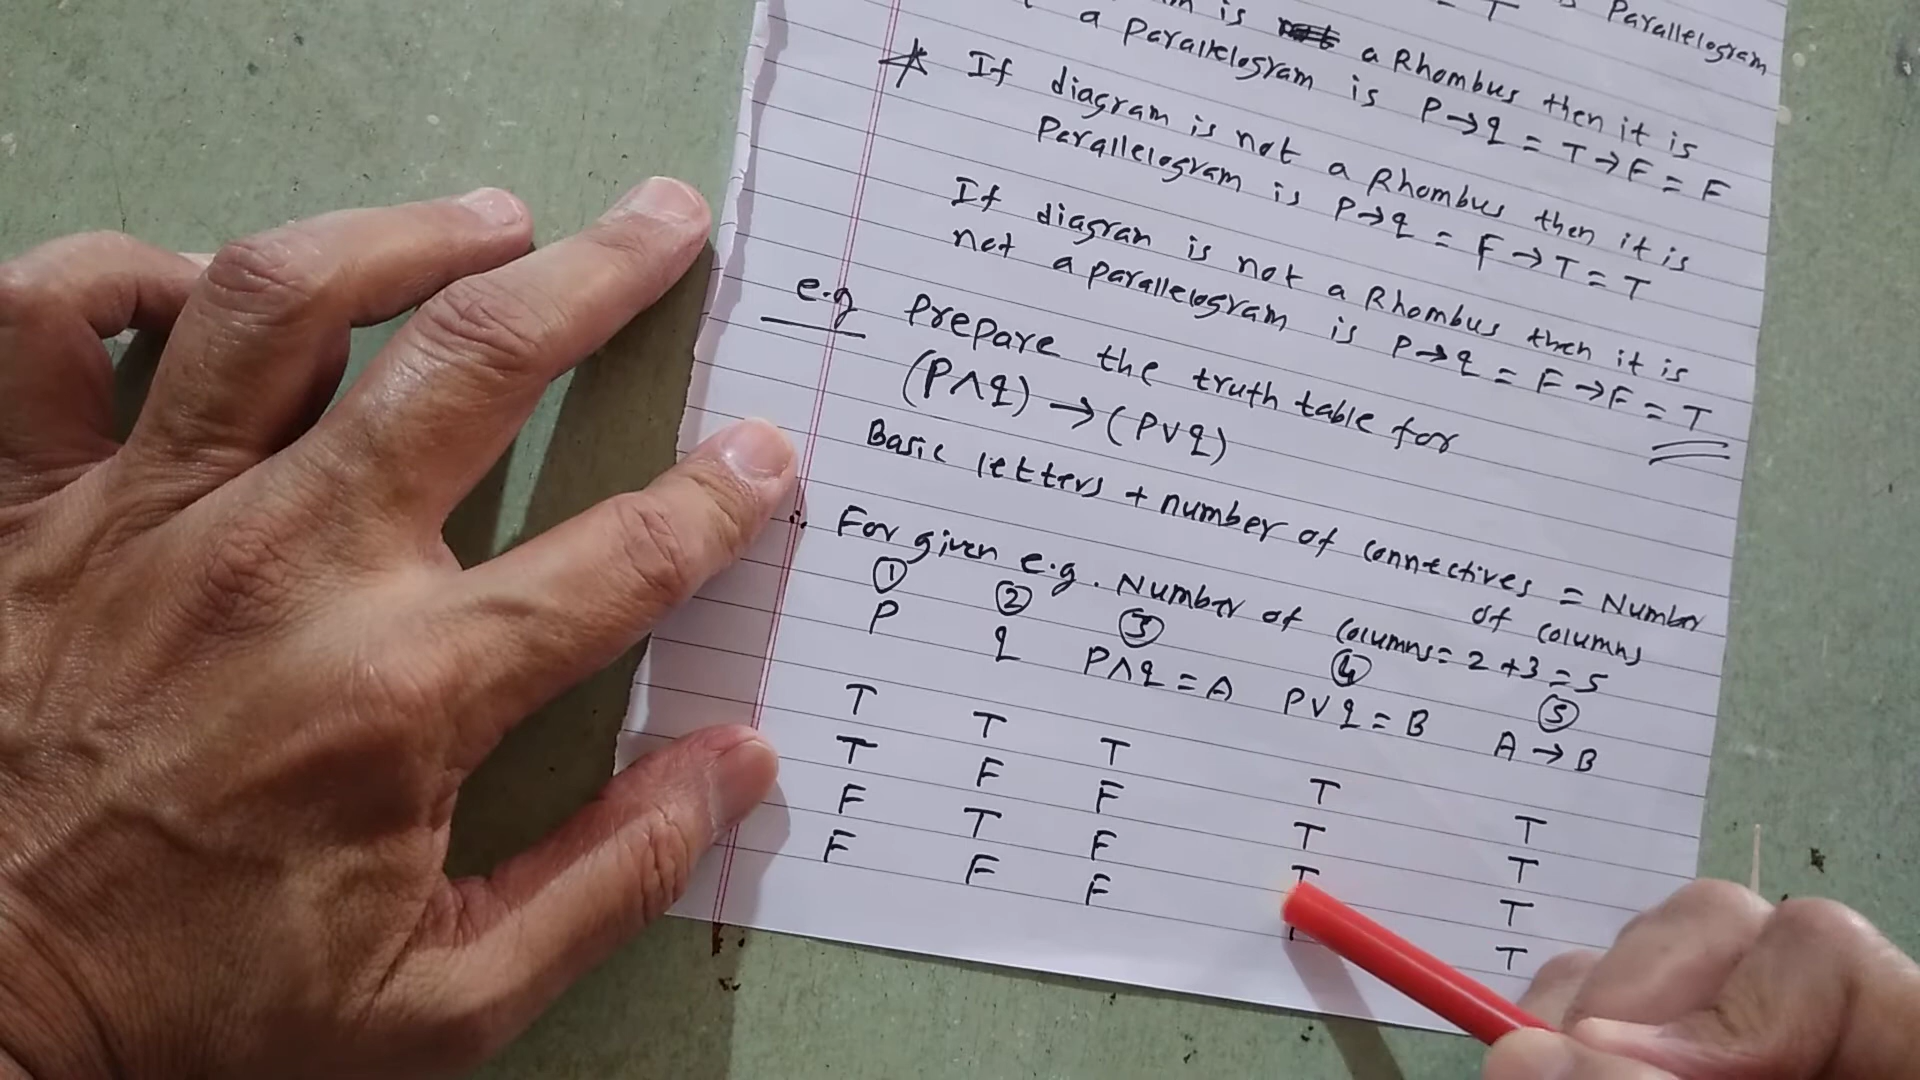 Parallelogram
is a Rhombus then it is
a Parallelogram is P→q = T→F = F
* If diagram is not a Rhombus then it is
Parallelogram is P→q = F→T = T
If diagram is not a Rhombus then it is
not a parallelogram is P→q = F→F = T
e.g Prepare the truth table for
(P∧q) → (P∨q)
Basic letters + number of connectives = Number
of columns
∴ For given e.g. Number of columns = 2+3=5
① ② ③ ④ ⑤
P q P∧q = A P∨q = B A → B
T T T T T
T F F T T
F T F T T
F F F T